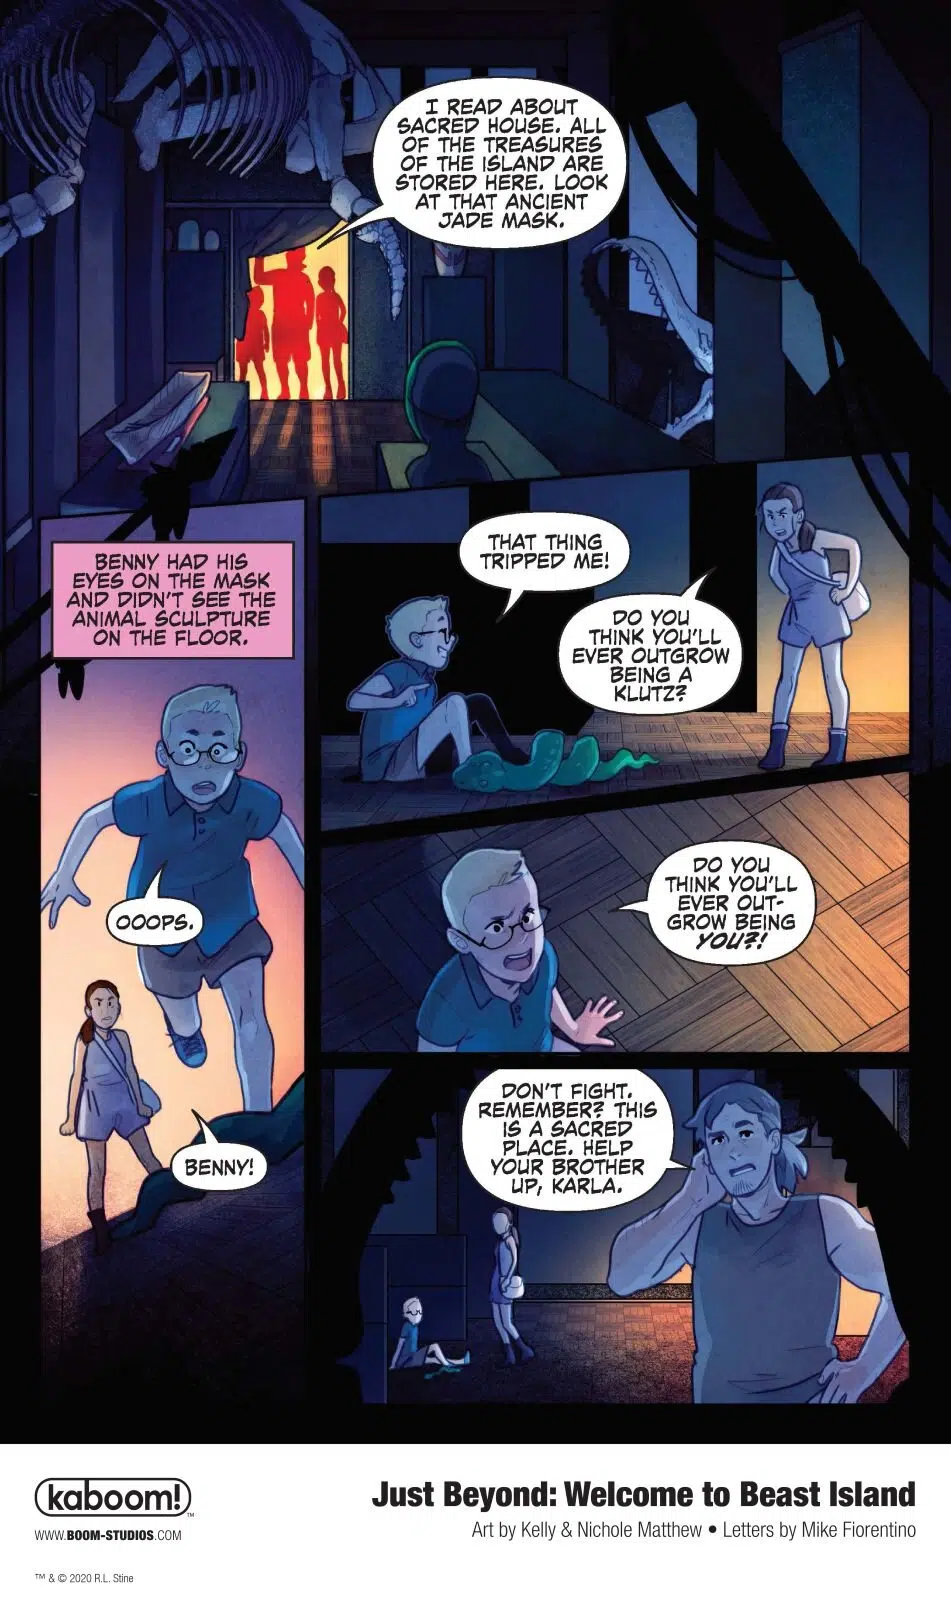 I READ ABOUT
SACRED HOUSE. ALL
OF THE TREASURES
OF THE ISLAND ARE
STORED HERE. LOOK
AT THAT ANCIENT
JADE MASK.
BENNY HAD HIS
EYES ON THE MASK
AND DIDN'T SEE THE
ANIMAL SCULPTURE
ON THE FLOOR.
OOOPS.
BENNY!
THAT THING
TRIPPED ME!
DO YOU
THINK YOU'LL
EVER OUTGROW
BEING A
KLUTZ?
DO YOU
THINK YOU'LL
EVER OUT-
GROW BEING
YOU?!
DON'T FIGHT.
REMEMBER? THIS
IS A SACRED
PLACE. HELP
YOUR BROTHER
UP, KARLA.
kaboom!™
WWW.BOOM-STUDIOS.COM
™ & © 2020 R.L. Stine
Just Beyond: Welcome to Beast Island
Art by Kelly & Nichole Matthew • Letters by Mike Fiorentino